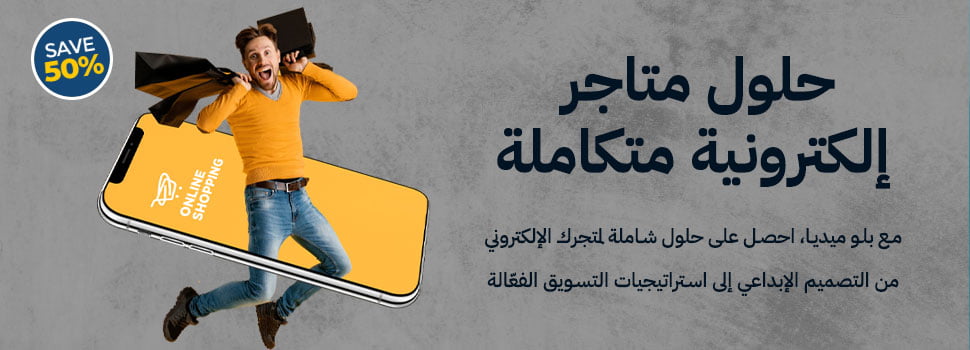 SAVE
50%
حلول متاجر
إلكترونية متكاملة
مع بلو ميديا، احصل على حلول شاملة لمتجرك الإلكتروني
من التصميم الإبداعي إلى استراتيجيات التسويق الفعّالة
ONLINE
SHOPPING